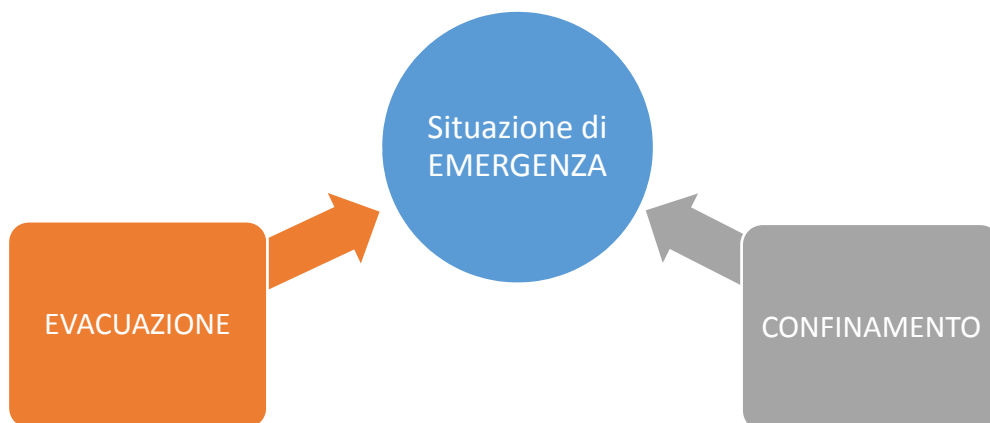 Situazione di
EMERGENZA
EVACUAZIONE
CONFINAMENTO